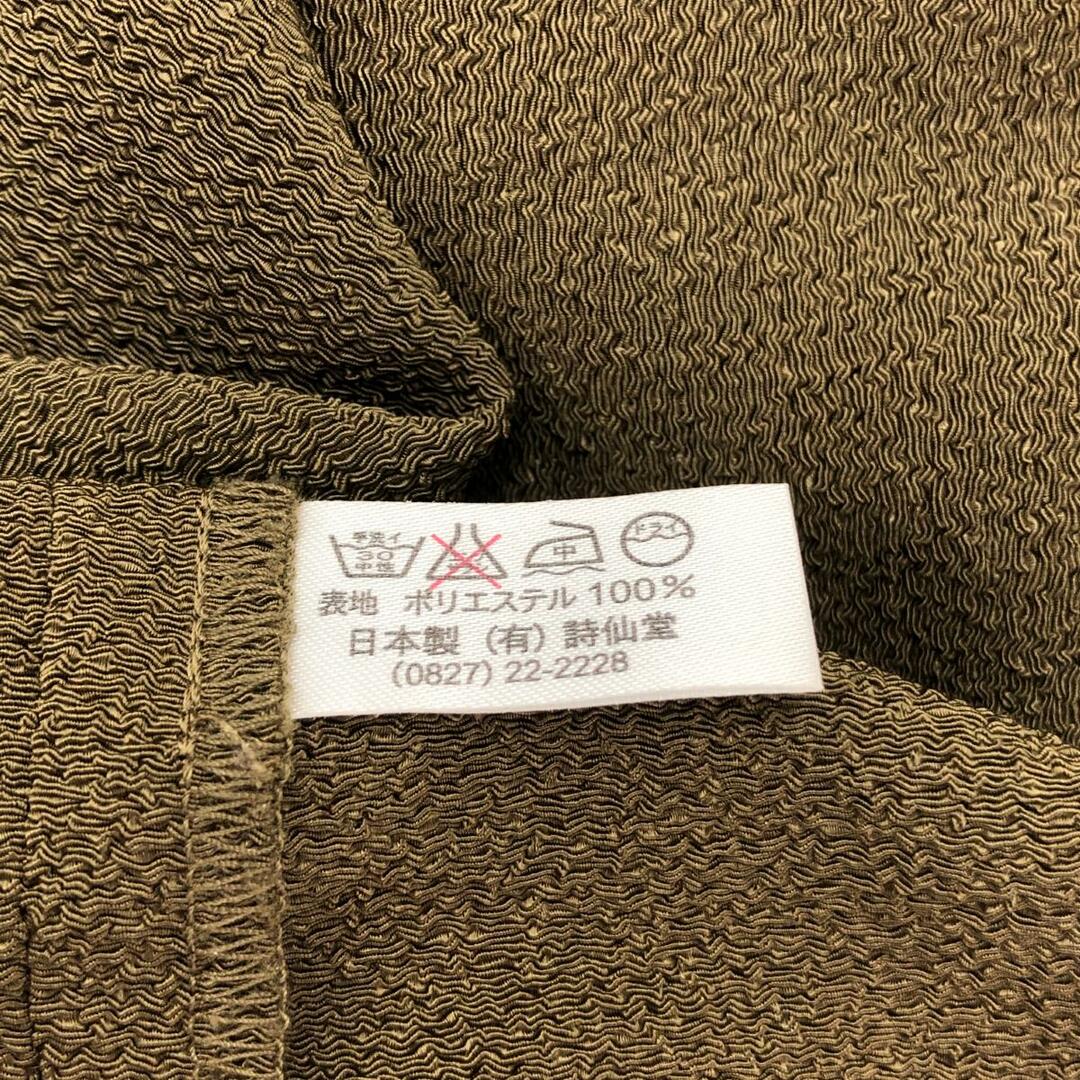 手洗イ 30 中性 中 ドライ
表地 ポリエステル 100%
日本製 (有) 詩仙堂
(0827) 22-2228